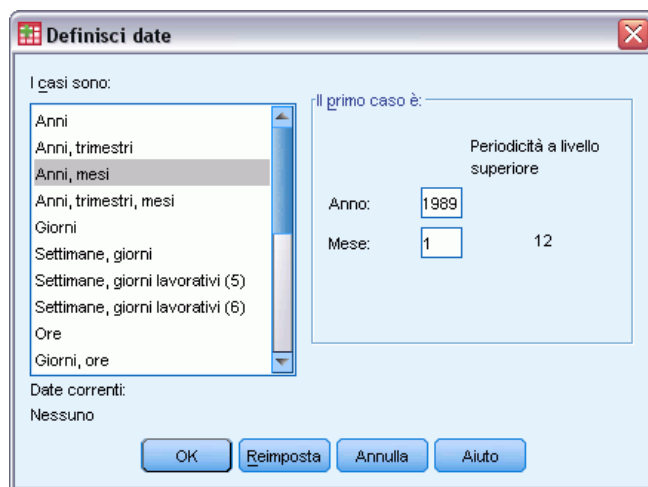 Definisci date
I casi sono:
Anni
Anni, trimestri
Anni, mesi
Anni, trimestri, mesi
Giorni
Settimane, giorni
Settimane, giorni lavorativi (5)
Settimane, giorni lavorativi (6)
Ore
Giorni, ore
Date correnti:
Nessuno
Il primo caso è:
Periodicità a livello
superiore
Anno: 1989
Mese: 1 12
OK Reimposta Annulla Aiuto